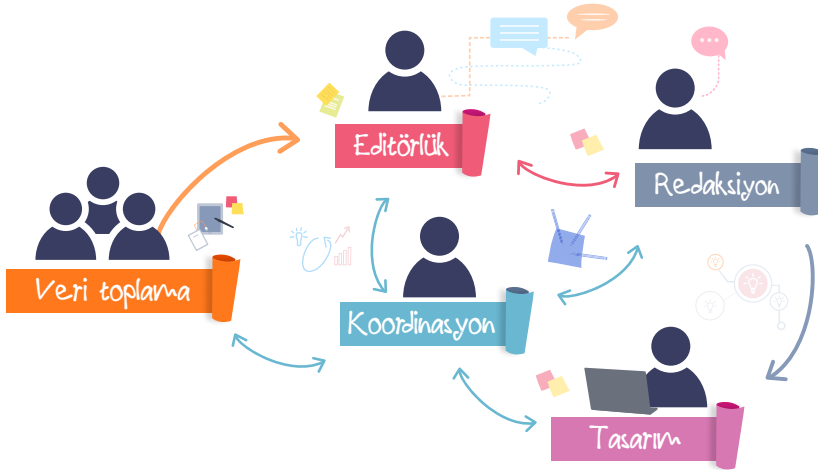 Editörlük
Redaksiyon
Veri toplama
Koordinasyon
Tasarım